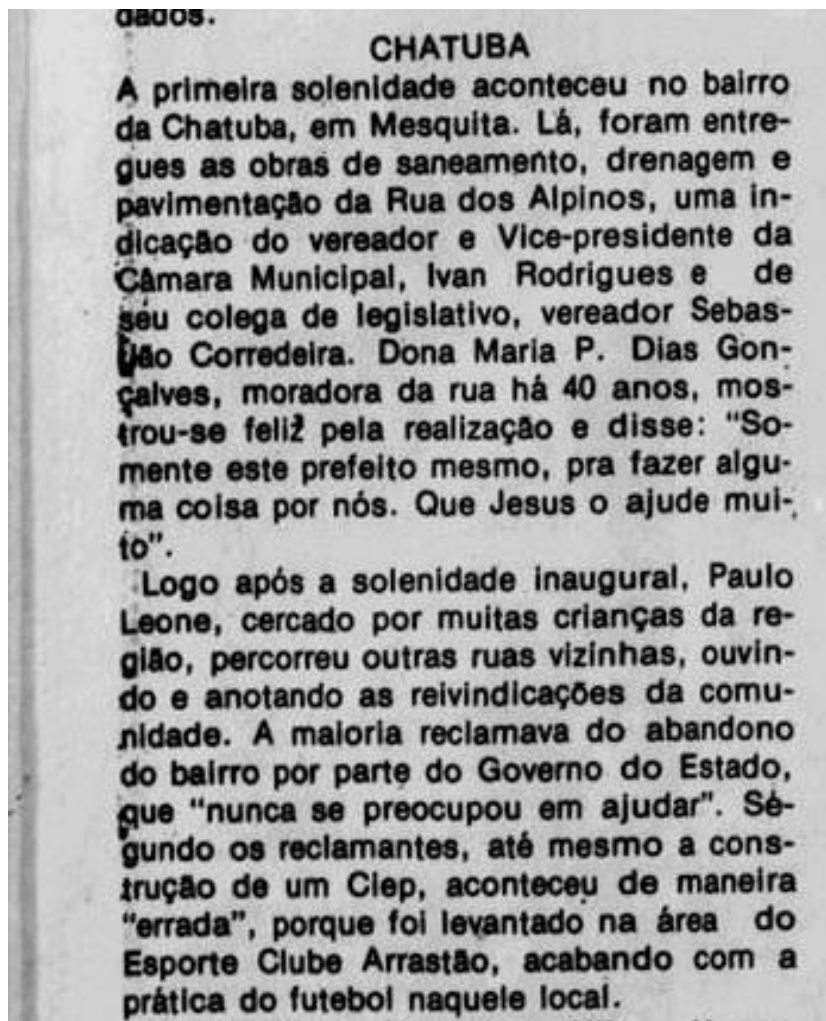 dados.
CHATUBA
A primeira solenidade aconteceu no bairro
da Chatuba, em Mesquita. Lá, foram entre-
gues as obras de saneamento, drenagem e
pavimentação da Rua dos Alpinos, uma in-
dicação do vereador e Vice-presidente da
Câmara Municipal, Ivan Rodrigues e de
seu colega de legislativo, vereador Sebas-
tião Corredeira. Dona Maria P. Dias Gon-
çalves, moradora da rua há 40 anos, mos-
trou-se feliz pela realização e disse: "So-
mente este prefeito mesmo, pra fazer algu-
ma coisa por nós. Que Jesus o ajude mui-
to".
Logo após a solenidade inaugural, Paulo
Leone, cercado por muitas crianças da re-
gião, percorreu outras ruas vizinhas, ouvin-
do e anotando as reivindicações da comu-
nidade. A maioria reclamava do abandono
do bairro por parte do Governo do Estado,
que "nunca se preocupou em ajudar". Se-
gundo os reclamantes, até mesmo a cons-
trução de um Ciep, aconteceu de maneira
"errada", porque foi levantado na área do
Esporte Clube Arrastão, acabando com a
prática do futebol naquele local.